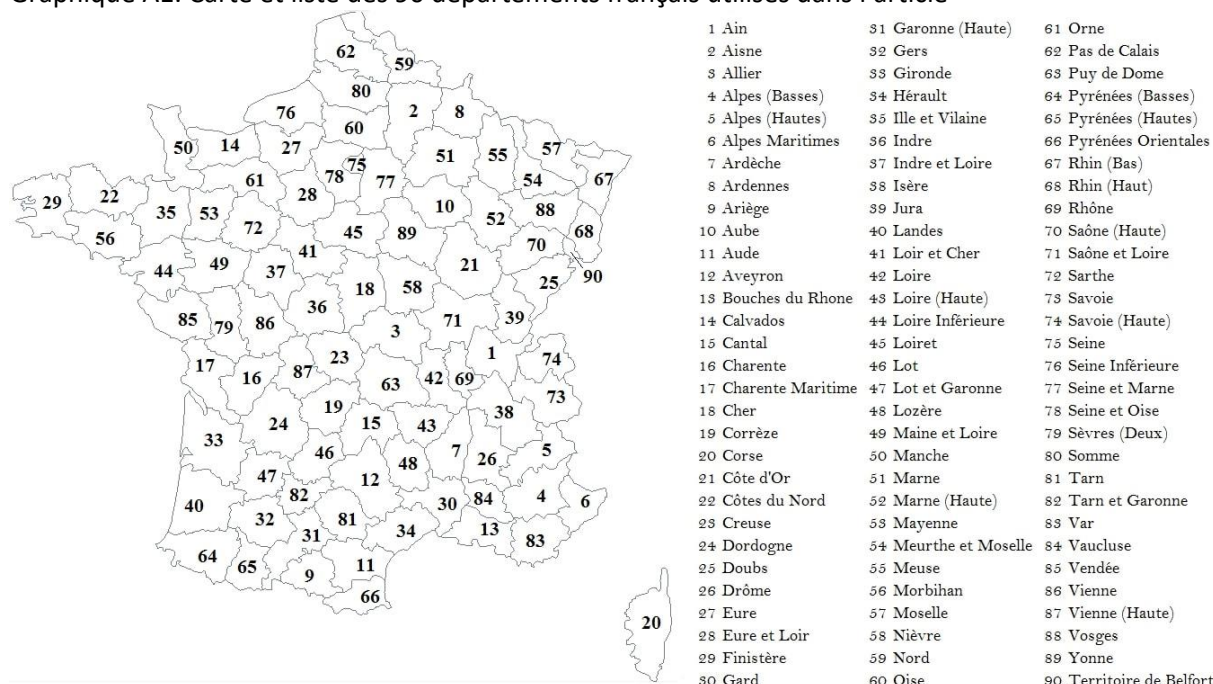 Graphique A1. Carte et liste des 90 départements français utilisés dans l'article
62
59
80
76 2 8
60
50 14 27 51 55 57
75
78 77 54 67
61
29 22 28 10 88
35 53 52
56 72 45 89 68
70
44 49 41 21 90
37 25
18 58
36
85 79 86 71 39
3
17 23 1 74
16 87 63 42 69
73
19 38
24 15 43
33 46 7 26 5
48
47 12
82 30 84 4 6
40
32 81 34 13
31 83
64 65 9 11
66
20
1 Ain
2 Aisne
3 Allier
4 Alpes (Basses)
5 Alpes (Hautes)
6 Alpes Maritimes
7 Ardèche
8 Ardennes
9 Ariège
10 Aube
11 Aude
12 Aveyron
13 Bouches du Rhone
14 Calvados
15 Cantal
16 Charente
17 Charente Maritime
18 Cher
19 Corrèze
20 Corse
21 Côte d'Or
22 Côtes du Nord
23 Creuse
24 Dordogne
25 Doubs
26 Drôme
27 Eure
28 Eure et Loir
29 Finistère
30 Gard
31 Garonne (Haute)
32 Gers
33 Gironde
34 Hérault
35 Ille et Vilaine
36 Indre
37 Indre et Loire
38 Isère
39 Jura
40 Landes
41 Loir et Cher
42 Loire
43 Loire (Haute)
44 Loire Inférieure
45 Loiret
46 Lot
47 Lot et Garonne
48 Lozère
49 Maine et Loire
50 Manche
51 Marne
52 Marne (Haute)
53 Mayenne
54 Meurthe et Moselle
55 Meuse
56 Morbihan
57 Moselle
58 Nièvre
59 Nord
60 Oise
61 Orne
62 Pas de Calais
63 Puy de Dome
64 Pyrénées (Basses)
65 Pyrénées (Hautes)
66 Pyrénées Orientales
67 Rhin (Bas)
68 Rhin (Haut)
69 Rhône
70 Saône (Haute)
71 Saône et Loire
72 Sarthe
73 Savoie
74 Savoie (Haute)
75 Seine
76 Seine Inférieure
77 Seine et Marne
78 Seine et Oise
79 Sèvres (Deux)
80 Somme
81 Tarn
82 Tarn et Garonne
83 Var
84 Vaucluse
85 Vendée
86 Vienne
87 Vienne (Haute)
88 Vosges
89 Yonne
90 Territoire de Belfort